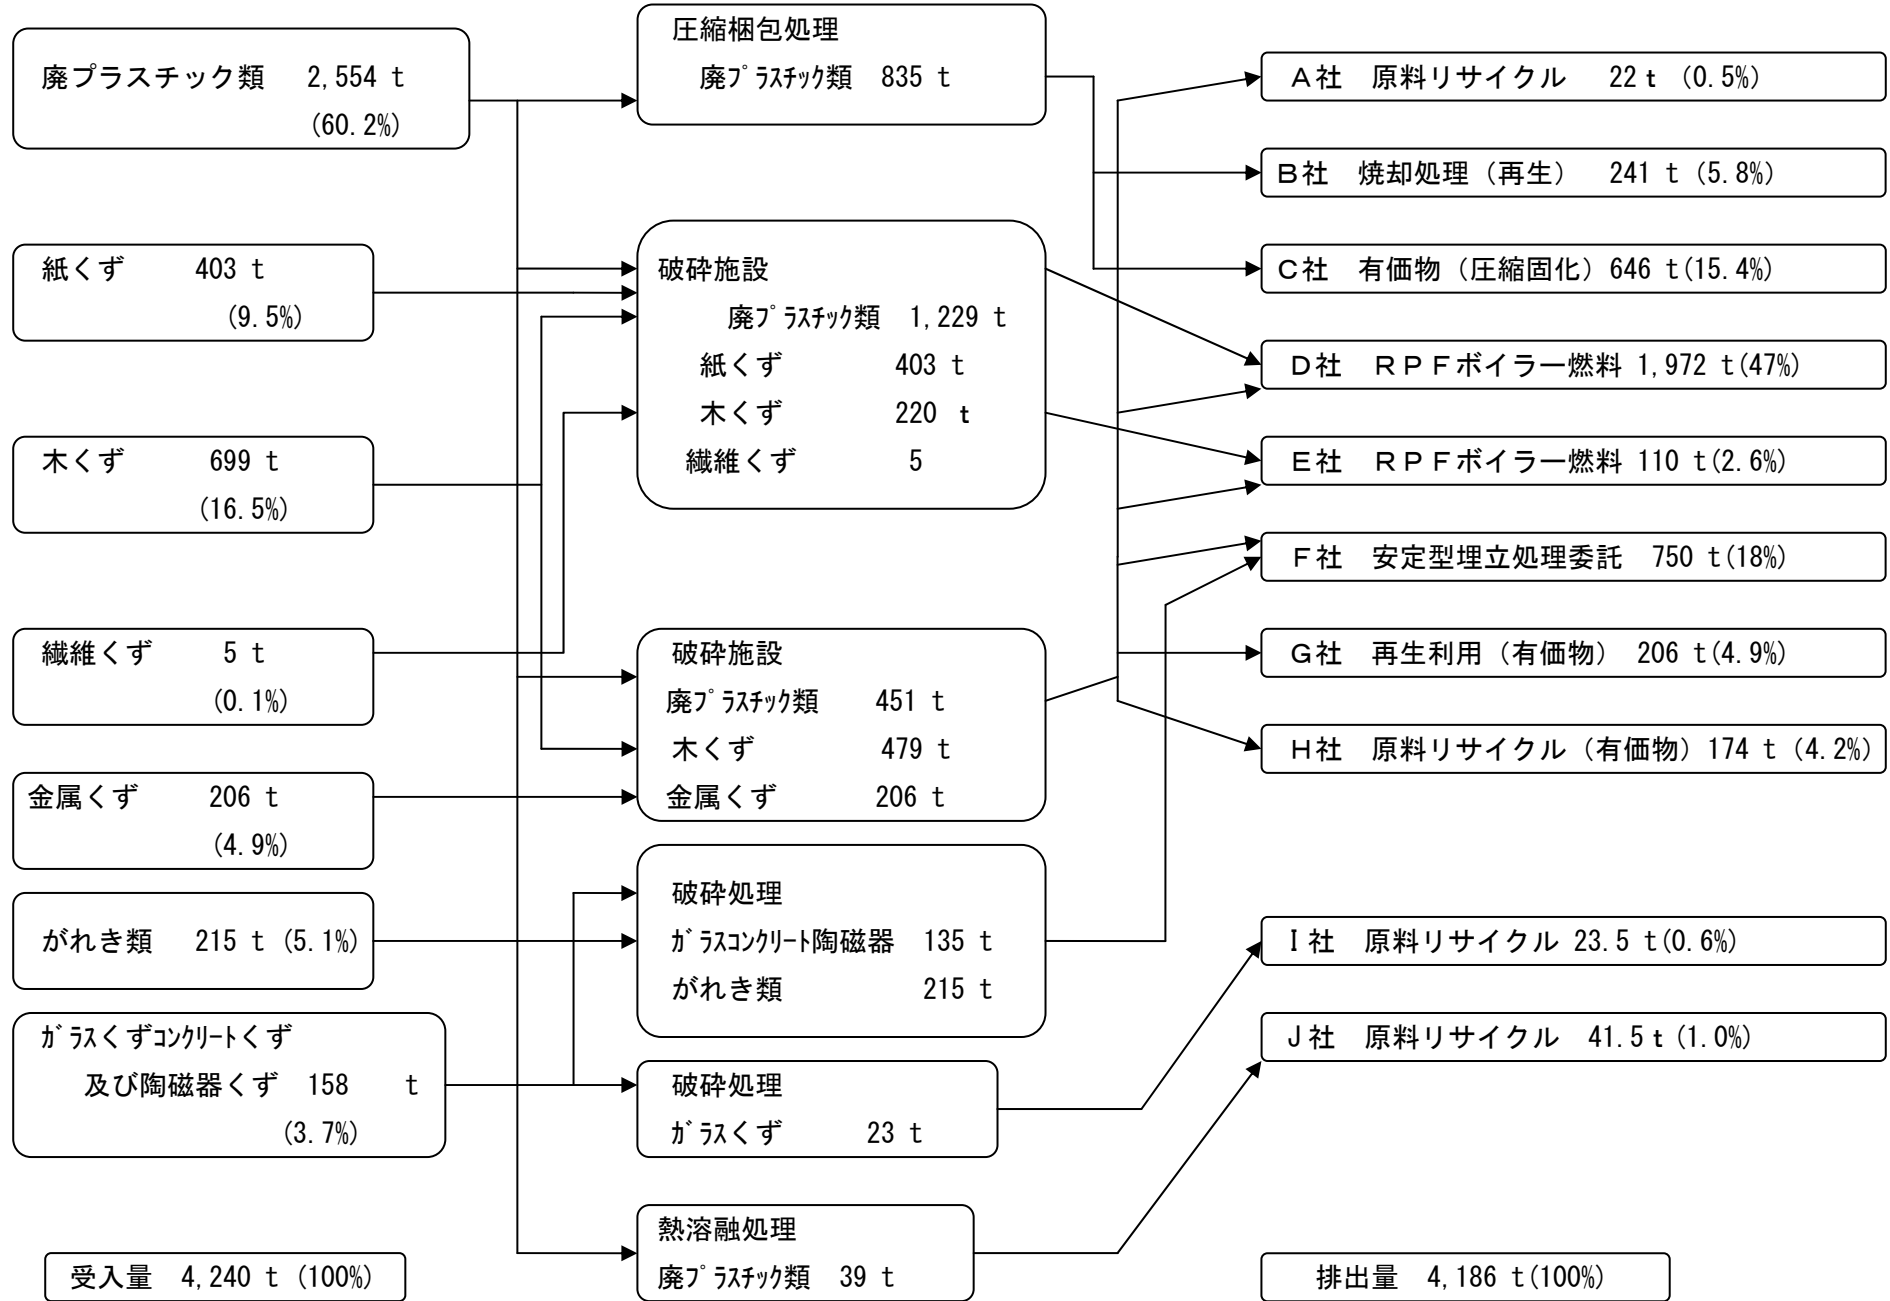 廃プラスチック類 2,554 t
(60.2%)
紙くず 403 t
(9.5%)
木くず 699 t
(16.5%)
繊維くず 5 t
(0.1%)
金属くず 206 t
(4.9%)
がれき類 215 t (5.1%)
ｶﾞﾗｽくずｺﾝｸﾘｰﾄくず
及び陶磁器くず 158 t
(3.7%)
受入量 4,240 t (100%)
圧縮梱包処理
廃ﾌﾟﾗｽﾁｯｸ類 835 t
破砕施設
廃ﾌﾟﾗｽﾁｯｸ類 1,229 t
紙くず 403 t
木くず 220 t
繊維くず 5
破砕施設
廃ﾌﾟﾗｽﾁｯｸ類 451 t
木くず 479 t
金属くず 206 t
破砕処理
ｶﾞﾗｽｺﾝｸﾘｰﾄ陶磁器 135 t
がれき類 215 t
破砕処理
ｶﾞﾗｽくず 23 t
熱溶融処理
廃ﾌﾟﾗｽﾁｯｸ類 39 t
Ａ社 原料リサイクル 22 t (0.5%)
Ｂ社 焼却処理（再生） 241 t (5.8%)
Ｃ社 有価物（圧縮固化）646 t(15.4%)
Ｄ社 ＲＰＦボイラー燃料 1,972 t(47%)
Ｅ社 ＲＰＦボイラー燃料 110 t(2.6%)
Ｆ社 安定型埋立処理委託 750 t(18%)
Ｇ社 再生利用（有価物） 206 t(4.9%)
Ｈ社 原料リサイクル（有価物）174 t (4.2%)
Ｉ社 原料リサイクル 23.5 t(0.6%)
Ｊ社 原料リサイクル 41.5 t (1.0%)
排出量 4,186 t(100%)